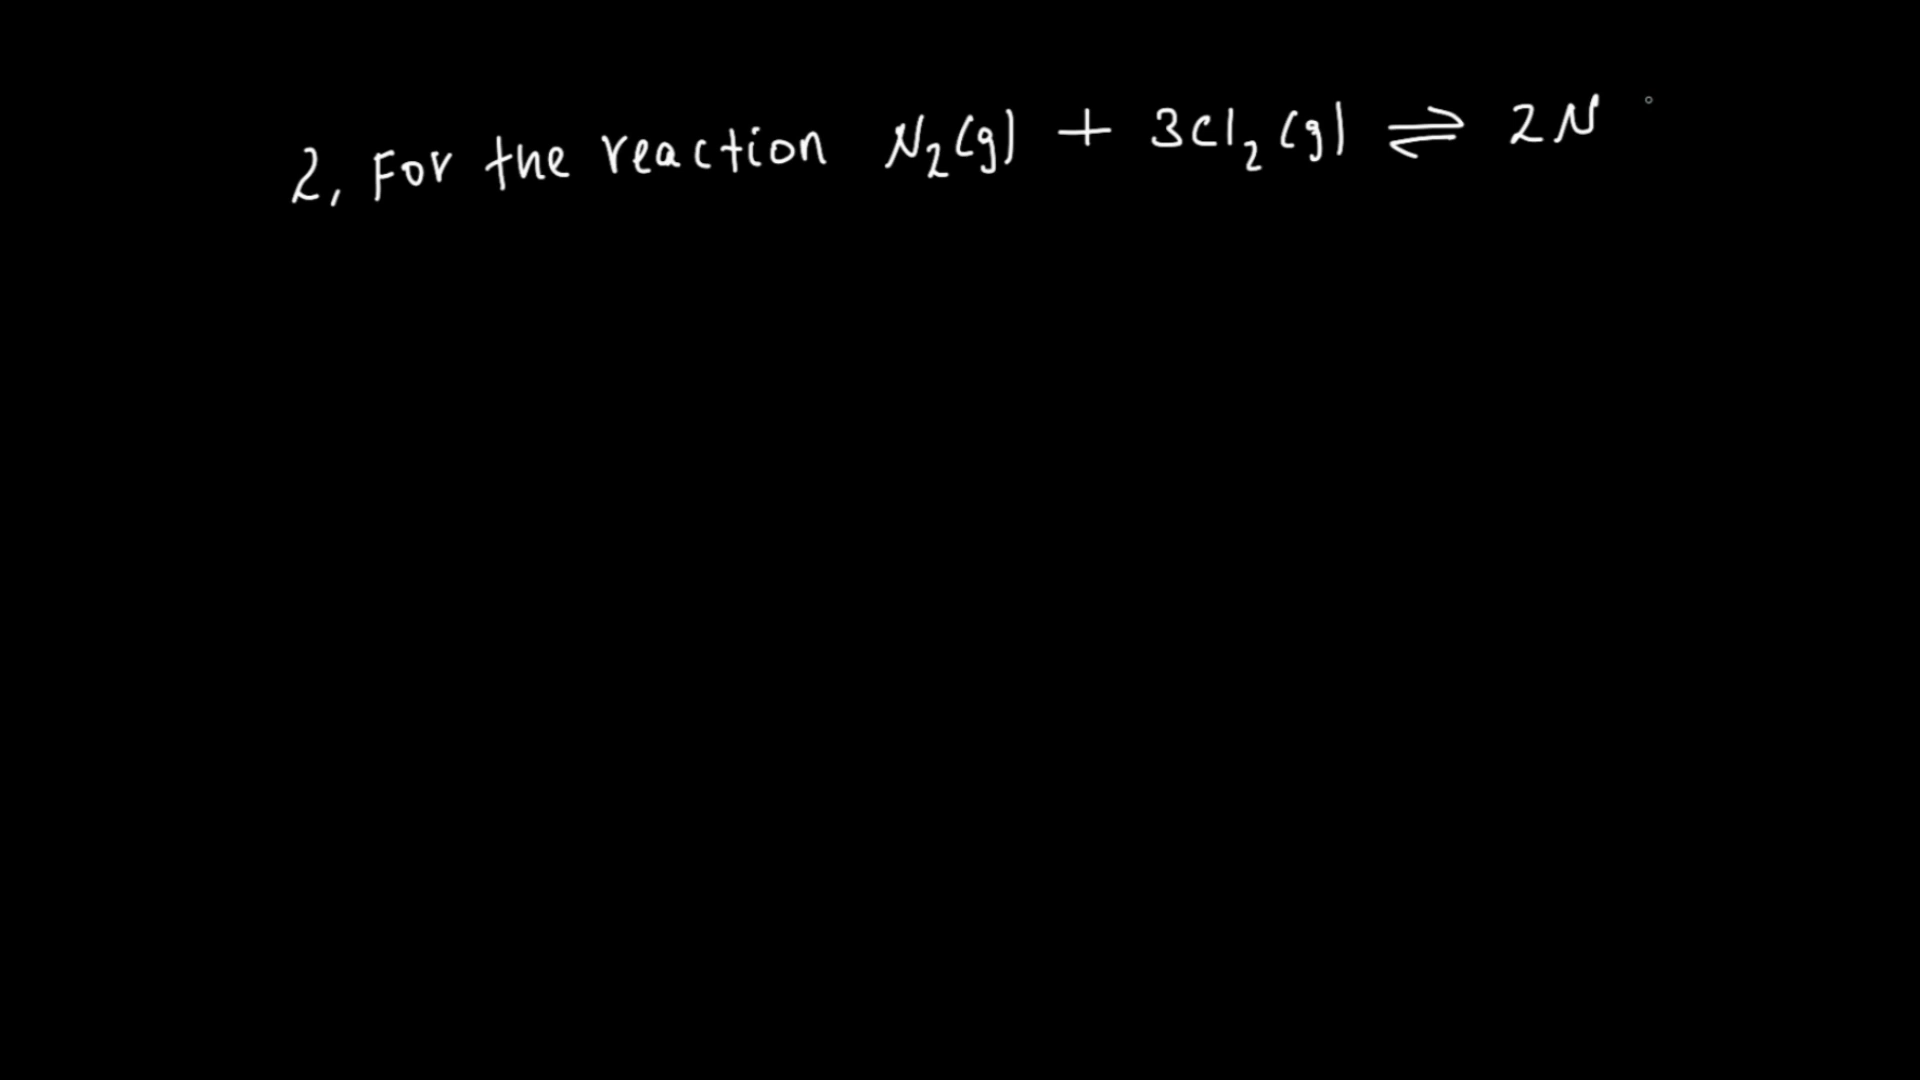 2, For the reaction N₂(g) + 3Cl₂(g) ⇌ 2N